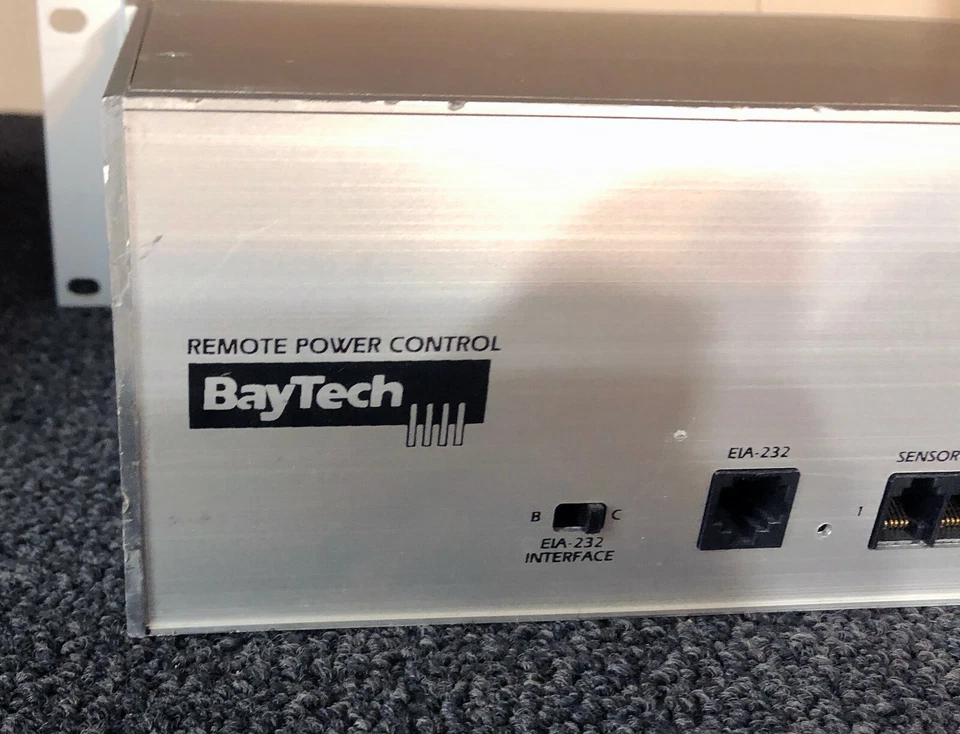 REMOTE POWER CONTROL
BayTech
B C
EIA-232
INTERFACE
EIA-232
SENSOR
1